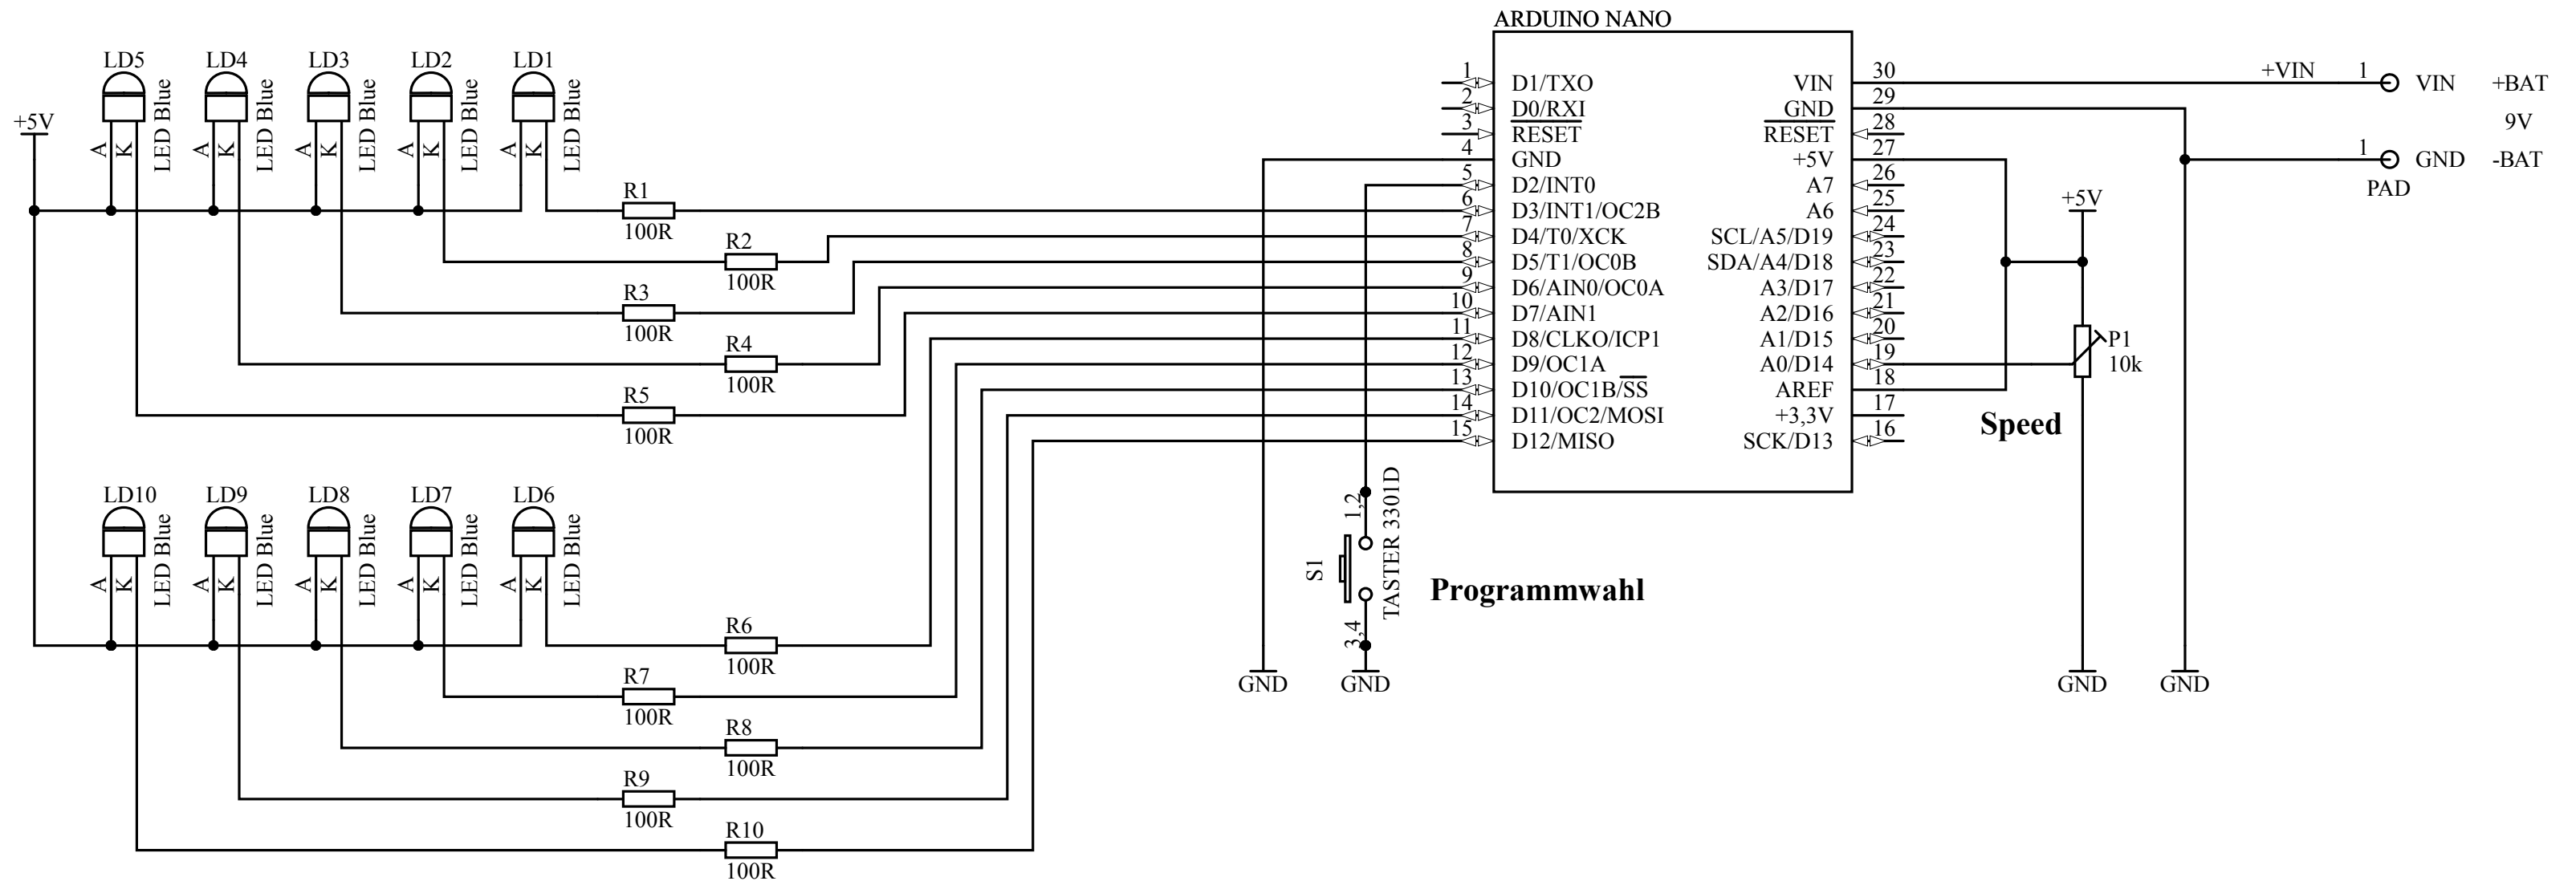 ARDUINO NANO
LD5 LD4 LD3 LD2 LD1
LED Blue LED Blue LED Blue LED Blue LED Blue
A K A K A K A K A K
+5V
R1
100R
R2
100R
R3
100R
R4
100R
R5
100R
LD10 LD9 LD8 LD7 LD6
LED Blue LED Blue LED Blue LED Blue LED Blue
A K A K A K A K A K
R6
100R
R7
100R
R8
100R
R9
100R
R10
100R
1 D1/TXO VIN 30
2 D0/RXI GND 29
3 RESET RESET 28
4 GND +5V 27
5 D2/INT0 A7 26
6 D3/INT1/OC2B A6 25
7 D4/T0/XCK SCL/A5/D19 24
8 D5/T1/OC0B SDA/A4/D18 23
9 D6/AIN0/OC0A A3/D17 22
10 D7/AIN1 A2/D16 21
11 D8/CLKO/ICP1 A1/D15 20
12 D9/OC1A A0/D14 19
13 D10/OC1B/SS AREF 18
14 D11/OC2/MOSI +3,3V 17
15 D12/MISO SCK/D13 16
+VIN 1 VIN +BAT
9V
1 GND -BAT
PAD
+5V
P1
10k
Speed
1,2
S1
TASTER 3301D
3,4
Programmwahl
GND GND GND GND